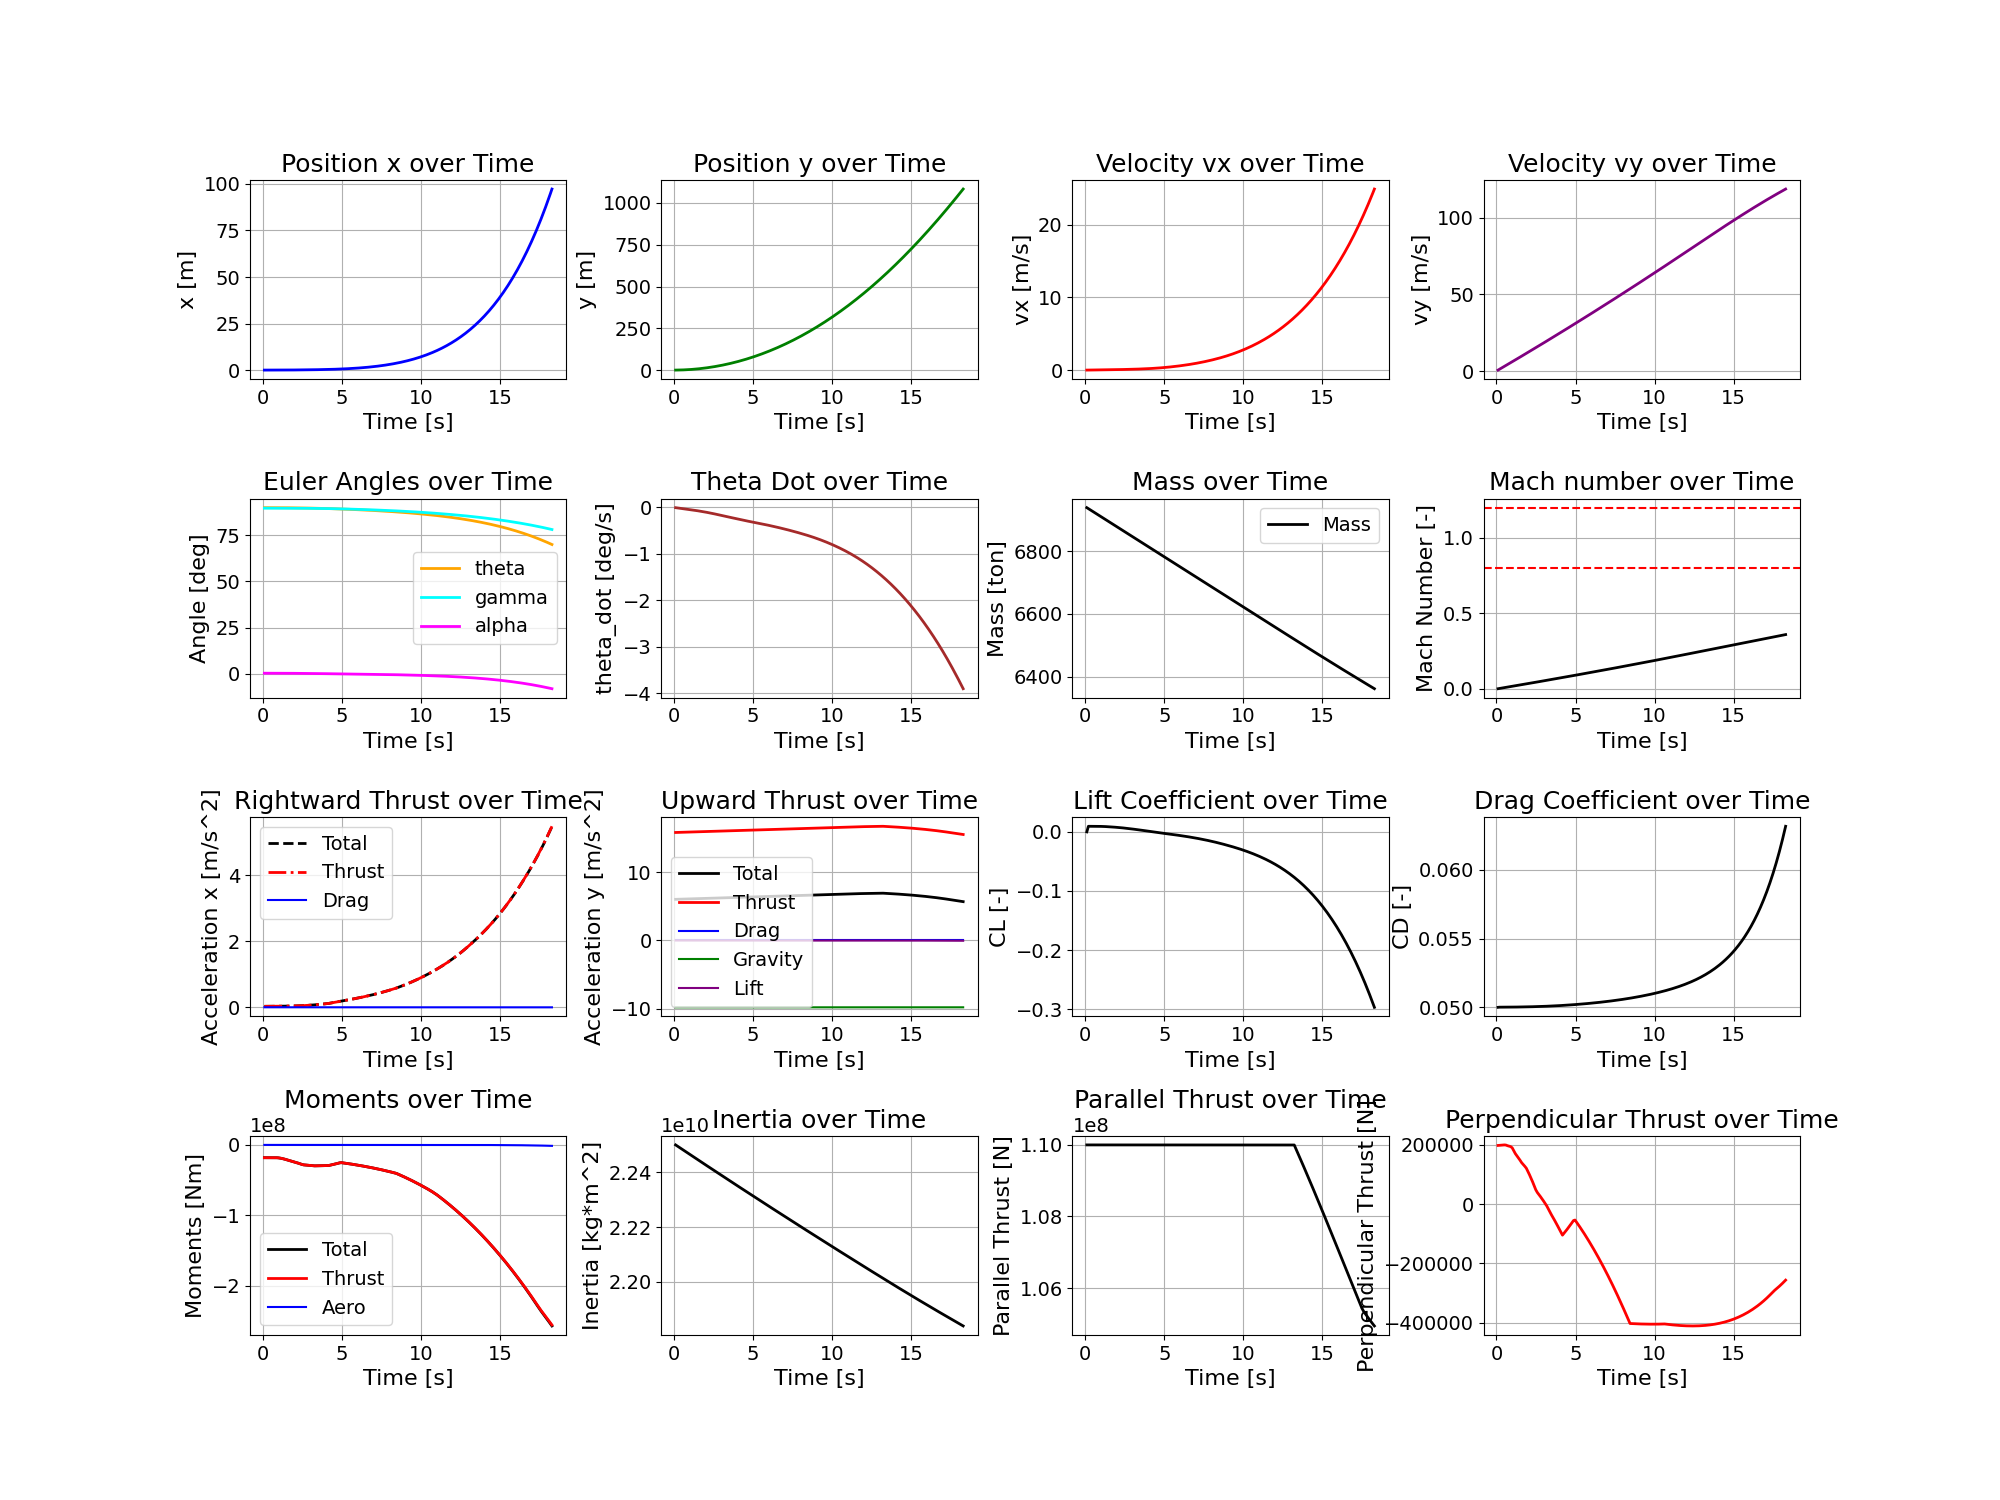 Position x over Time
x [m]
100
75
50
25
0
0 5 10 15
Time [s]
Position y over Time
y [m]
1000
750
500
250
0
0 5 10 15
Time [s]
Velocity vx over Time
vx [m/s]
20
10
0
0 5 10 15
Time [s]
Velocity vy over Time
vy [m/s]
100
50
0
0 5 10 15
Time [s]
Euler Angles over Time
Angle [deg]
75
50
25
0
theta
gamma
alpha
0 5 10 15
Time [s]
Theta Dot over Time
theta_dot [deg/s]
0
−1
−2
−3
−4
0 5 10 15
Time [s]
Mass over Time
Mass [ton]
6800
6600
6400
Mass
0 5 10 15
Time [s]
Mach number over Time
Mach Number [-]
1.0
0.5
0.0
0 5 10 15
Time [s]
Rightward Thrust over Time
Acceleration x [m/s^2]
4
2
0
Total
Thrust
Drag
0 5 10 15
Time [s]
Upward Thrust over Time
Acceleration y [m/s^2]
10
0
−10
Total
Thrust
Drag
Gravity
Lift
0 5 10 15
Time [s]
Lift Coefficient over Time
CL [-]
0.0
−0.1
−0.2
−0.3
0 5 10 15
Time [s]
Drag Coefficient over Time
CD [-]
0.060
0.055
0.050
0 5 10 15
Time [s]
Moments over Time
1e8
Moments [Nm]
0
−1
−2
Total
Thrust
Aero
0 5 10 15
Time [s]
Inertia over Time
1e10
Inertia [kg*m^2]
2.24
2.22
2.20
0 5 10 15
Time [s]
Parallel Thrust over Time
1e8
Parallel Thrust [N]
1.10
1.08
1.06
0 5 10 15
Time [s]
Perpendicular Thrust over Time
Perpendicular Thrust [N]
200000
0
−200000
−400000
0 5 10 15
Time [s]